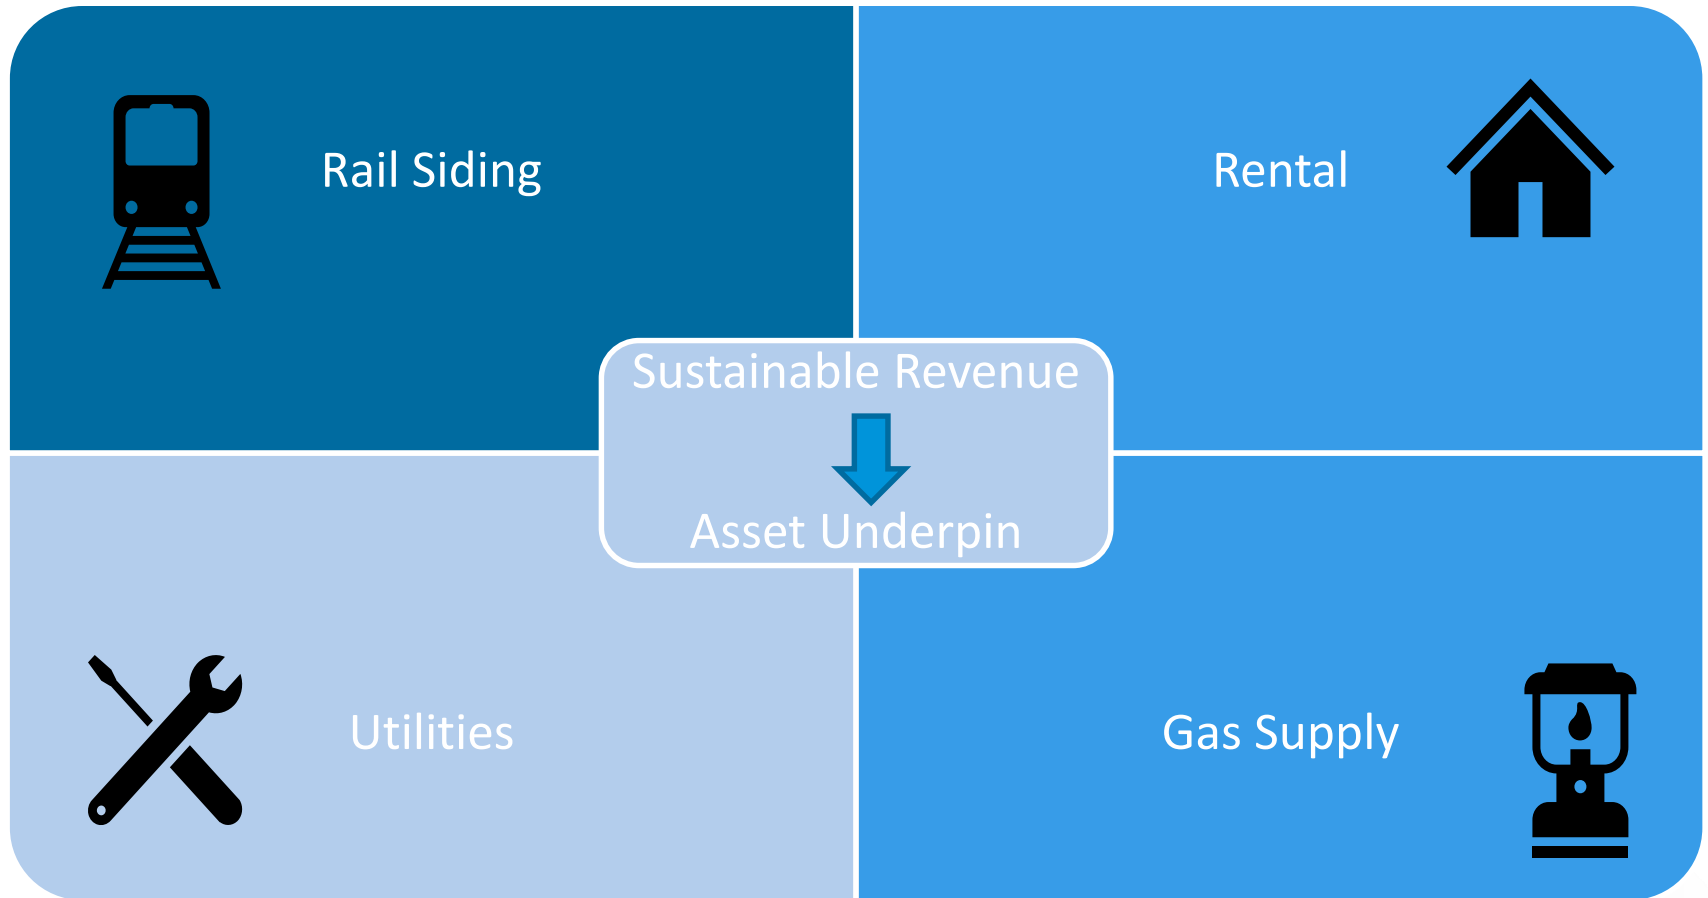 Rail Siding
Rental
Sustainable Revenue
Asset Underpin
Utilities
Gas Supply